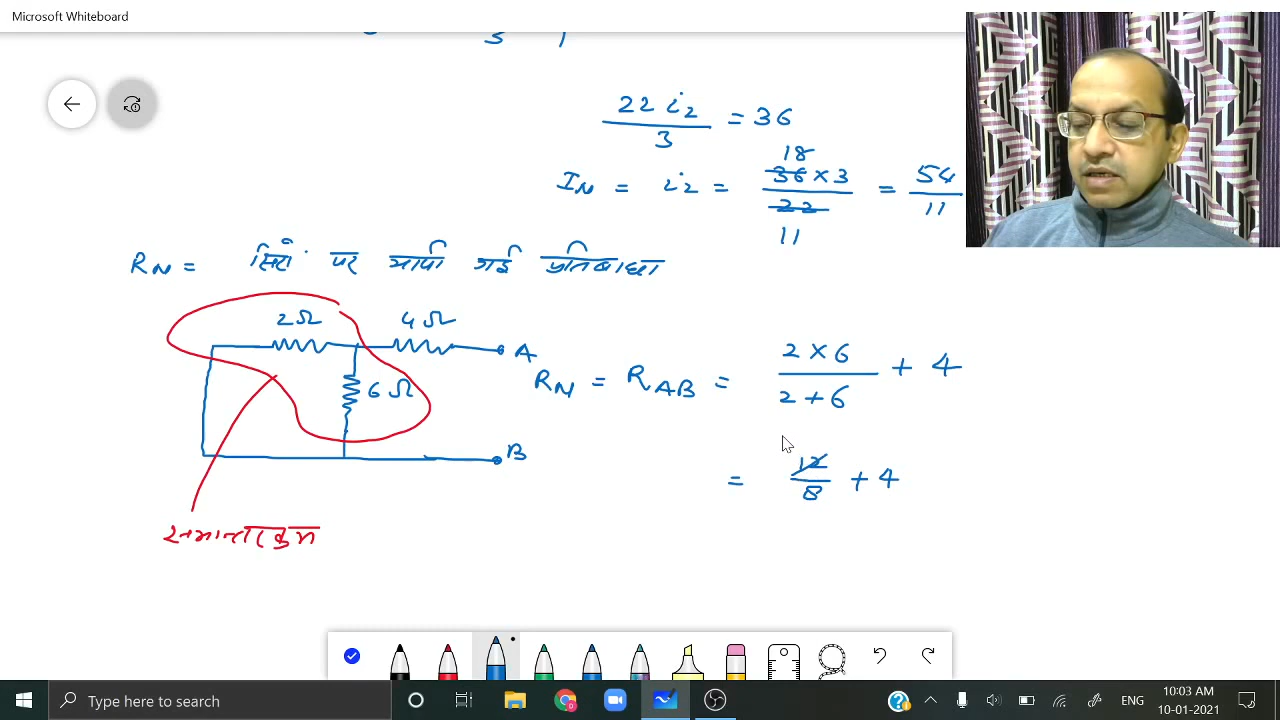 Microsoft Whiteboard
3 1
22 i₂ / 3 = 36
I_N = i₂ = 36 × 3 / 22 = 54 / 11
18
11
R_N = सिरों पर मापी गई प्रतिबाधा
2Ω 4Ω A
6Ω
B
R_N = R_AB = 2 × 6 / 2 + 6 + 4
= 12 / 8 + 4
समान्तरक्रम
Type here to search
ENG
10:03 AM
10-01-2021